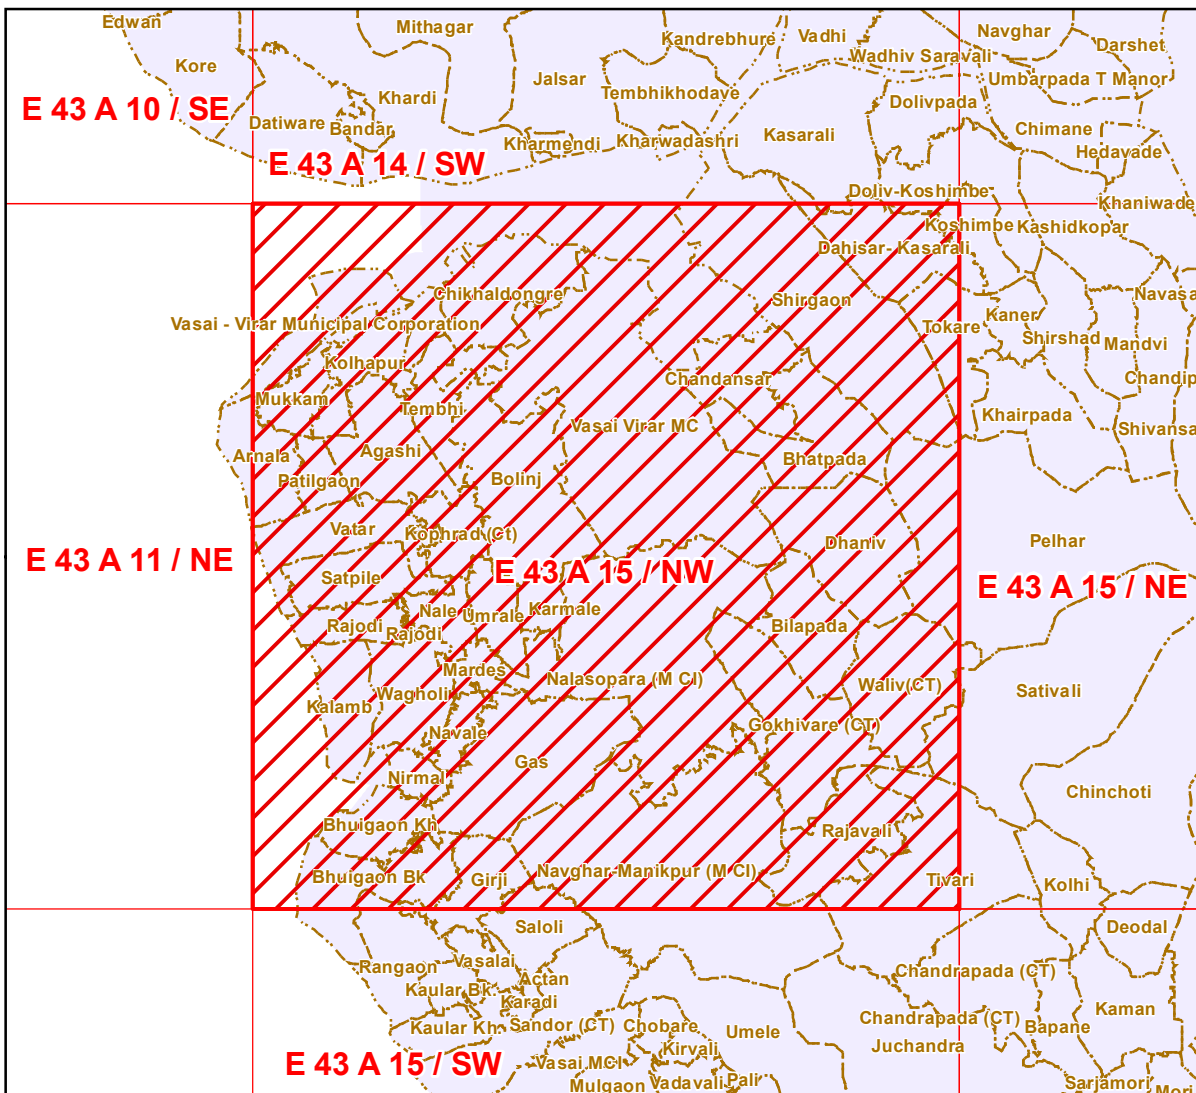 Edwan
Mithagar
Navghar
Kandrebhure
Vadhi
Darshet
Wadhiv Saravali
Kore
Jalsar
Umbarpada T Manor
Tembhikhodave
Khardi
Dolivpada
E 43 A 10 / SE
Datiware
Bandar
Kharmendi
Kharwadashri
Kasarali
Chimane
Hedavade
E 43 A 14 / SW
Doliv-Koshimbe
Khaniwade
Koshimbe
Kashidkopar
Dahisar- Kasarali
Chikhaldongre
Shirgaon
Navasa
Vasai - Virar Municipal Corporation
Tokare
Kaner
Shirshad
Mandvi
Kolhapur
Chandansar
Chandip
Mukkam
Tembhi
Khairpada
Vasai Virar MC
Shivansa
Arnala
Agashi
Bhatpada
Patilgaon
Bolinj
Vatar
Kophrad (Ct)
Dhaniv
Pelhar
E 43 A 11 / NE
E 43 A 15 / NW
E 43 A 15 / NE
Satpile
Nale
Umrale
Karmale
Rajodi
Rajodi
Bilapada
Mardes
Nalasopara (M Cl)
Waliv(CT)
Sativali
Wagholi
Kalamb
Navale
Gokhivare (CT)
Gas
Nirmal
Chinchoti
Bhuigaon Kh
Rajavali
Bhuigaon Bk
Girji
Navghar-Manikpur (M Cl)
Tivari
Kolhi
Saloli
Deodal
Rangaon
Vasalai
Actan
Chandrapada (CT)
Kaular Bk.
Karadi
Kaman
Kaular Kh.
Sandor (CT)
Chobare
Umele
Chandrapada (CT)
Bapane
Kirvali
Juchandra
E 43 A 15 / SW
Vasai MCl
Mulgaon
Vadavali
Pali
Sarjamori
Mori